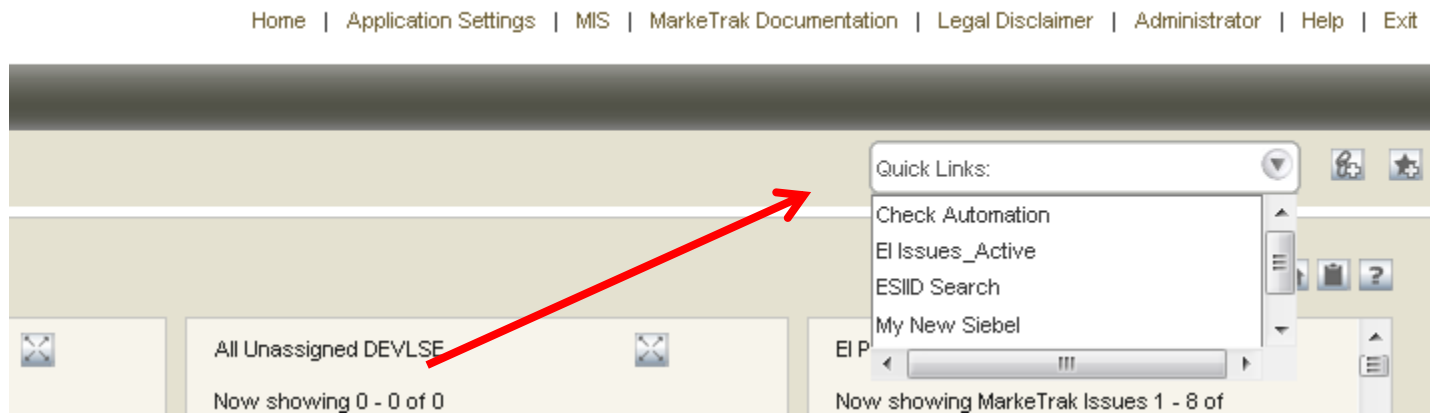 Home | Application Settings | MIS | MarkeTrak Documentation | Legal Disclaimer | Administrator | Help | Exit
Quick Links:
Check Automation
EI Issues_Active
ESIID Search
My New Siebel
All Unassigned DEVLSE
EI P
Now showing 0 - 0 of 0
Now showing MarkeTrak Issues 1 - 8 of